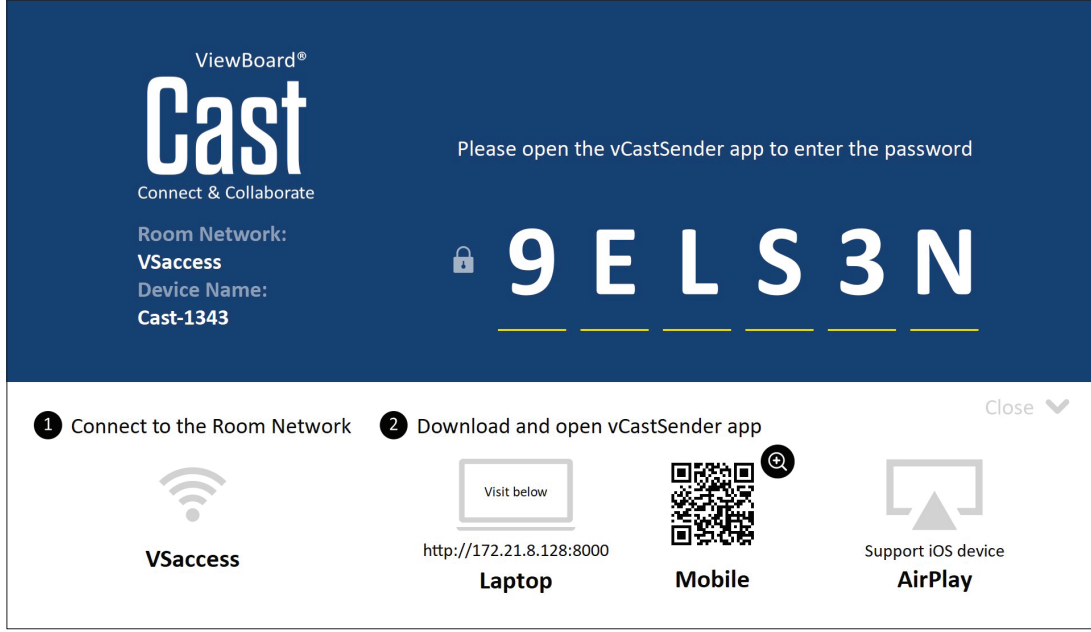 ViewBoard®
Cast
Connect & Collaborate
Room Network:
VSaccess
Device Name:
Cast-1343
Please open the vCastSender app to enter the password
9 E L S 3 N
Close
1 Connect to the Room Network
VSaccess
2 Download and open vCastSender app
Visit below
http://172.21.8.128:8000
Laptop
Mobile
Support iOS device
AirPlay